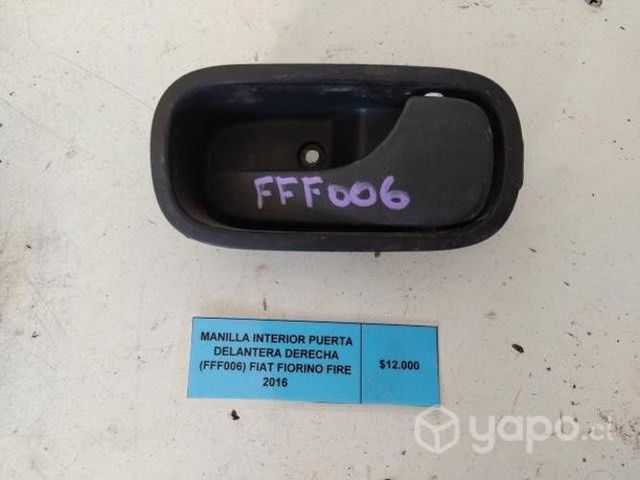 FFF006
MANILLA INTERIOR PUERTA
DELANTERA DERECHA
(FFF006) FIAT FIORINO FIRE
2016
$12.000
yapo.cl